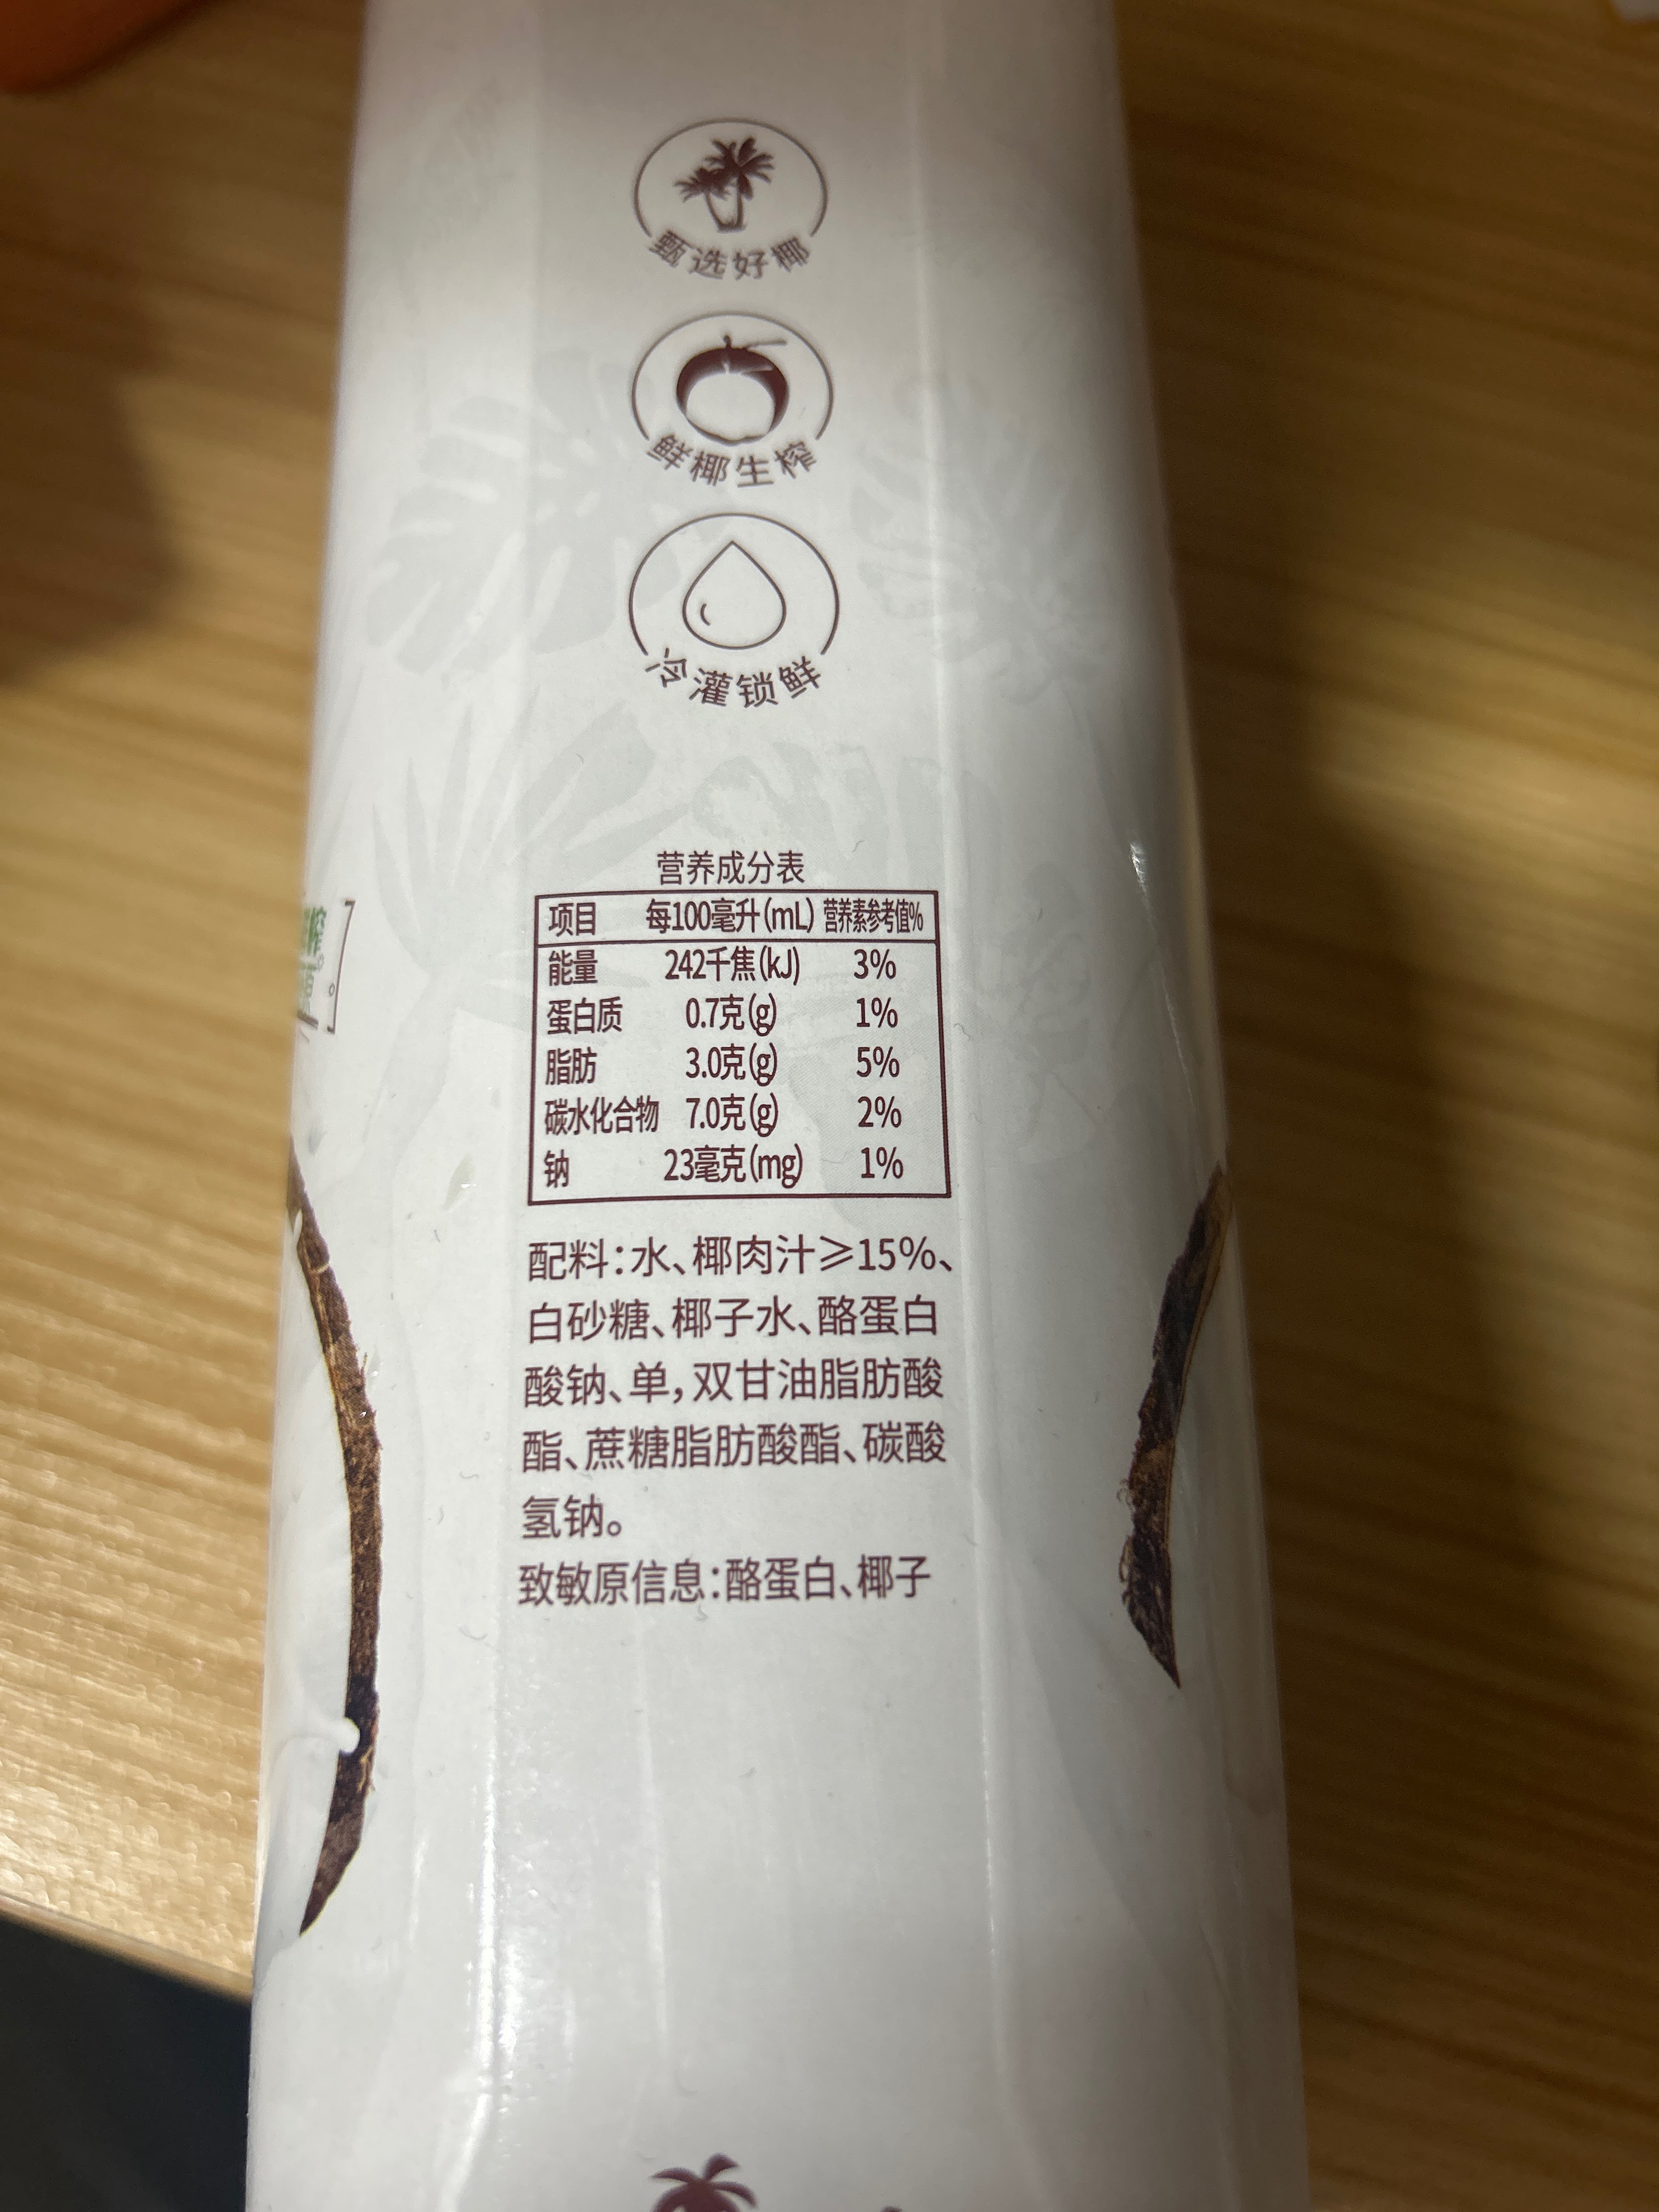 甄选好椰
鲜椰生榨
冷灌锁鲜
营养成分表
项目 每100毫升(mL) 营养素参考值%
能量 242千焦(kJ) 3%
蛋白质 0.7克(g) 1%
脂肪 3.0克(g) 5%
碳水化合物 7.0克(g) 2%
钠 23毫克(mg) 1%
配料:水、椰肉汁≥15%、
白砂糖、椰子水、酪蛋白
酸钠、单,双甘油脂肪酸
酯、蔗糖脂肪酸酯、碳酸
氢钠。
致敏原信息:酪蛋白、椰子